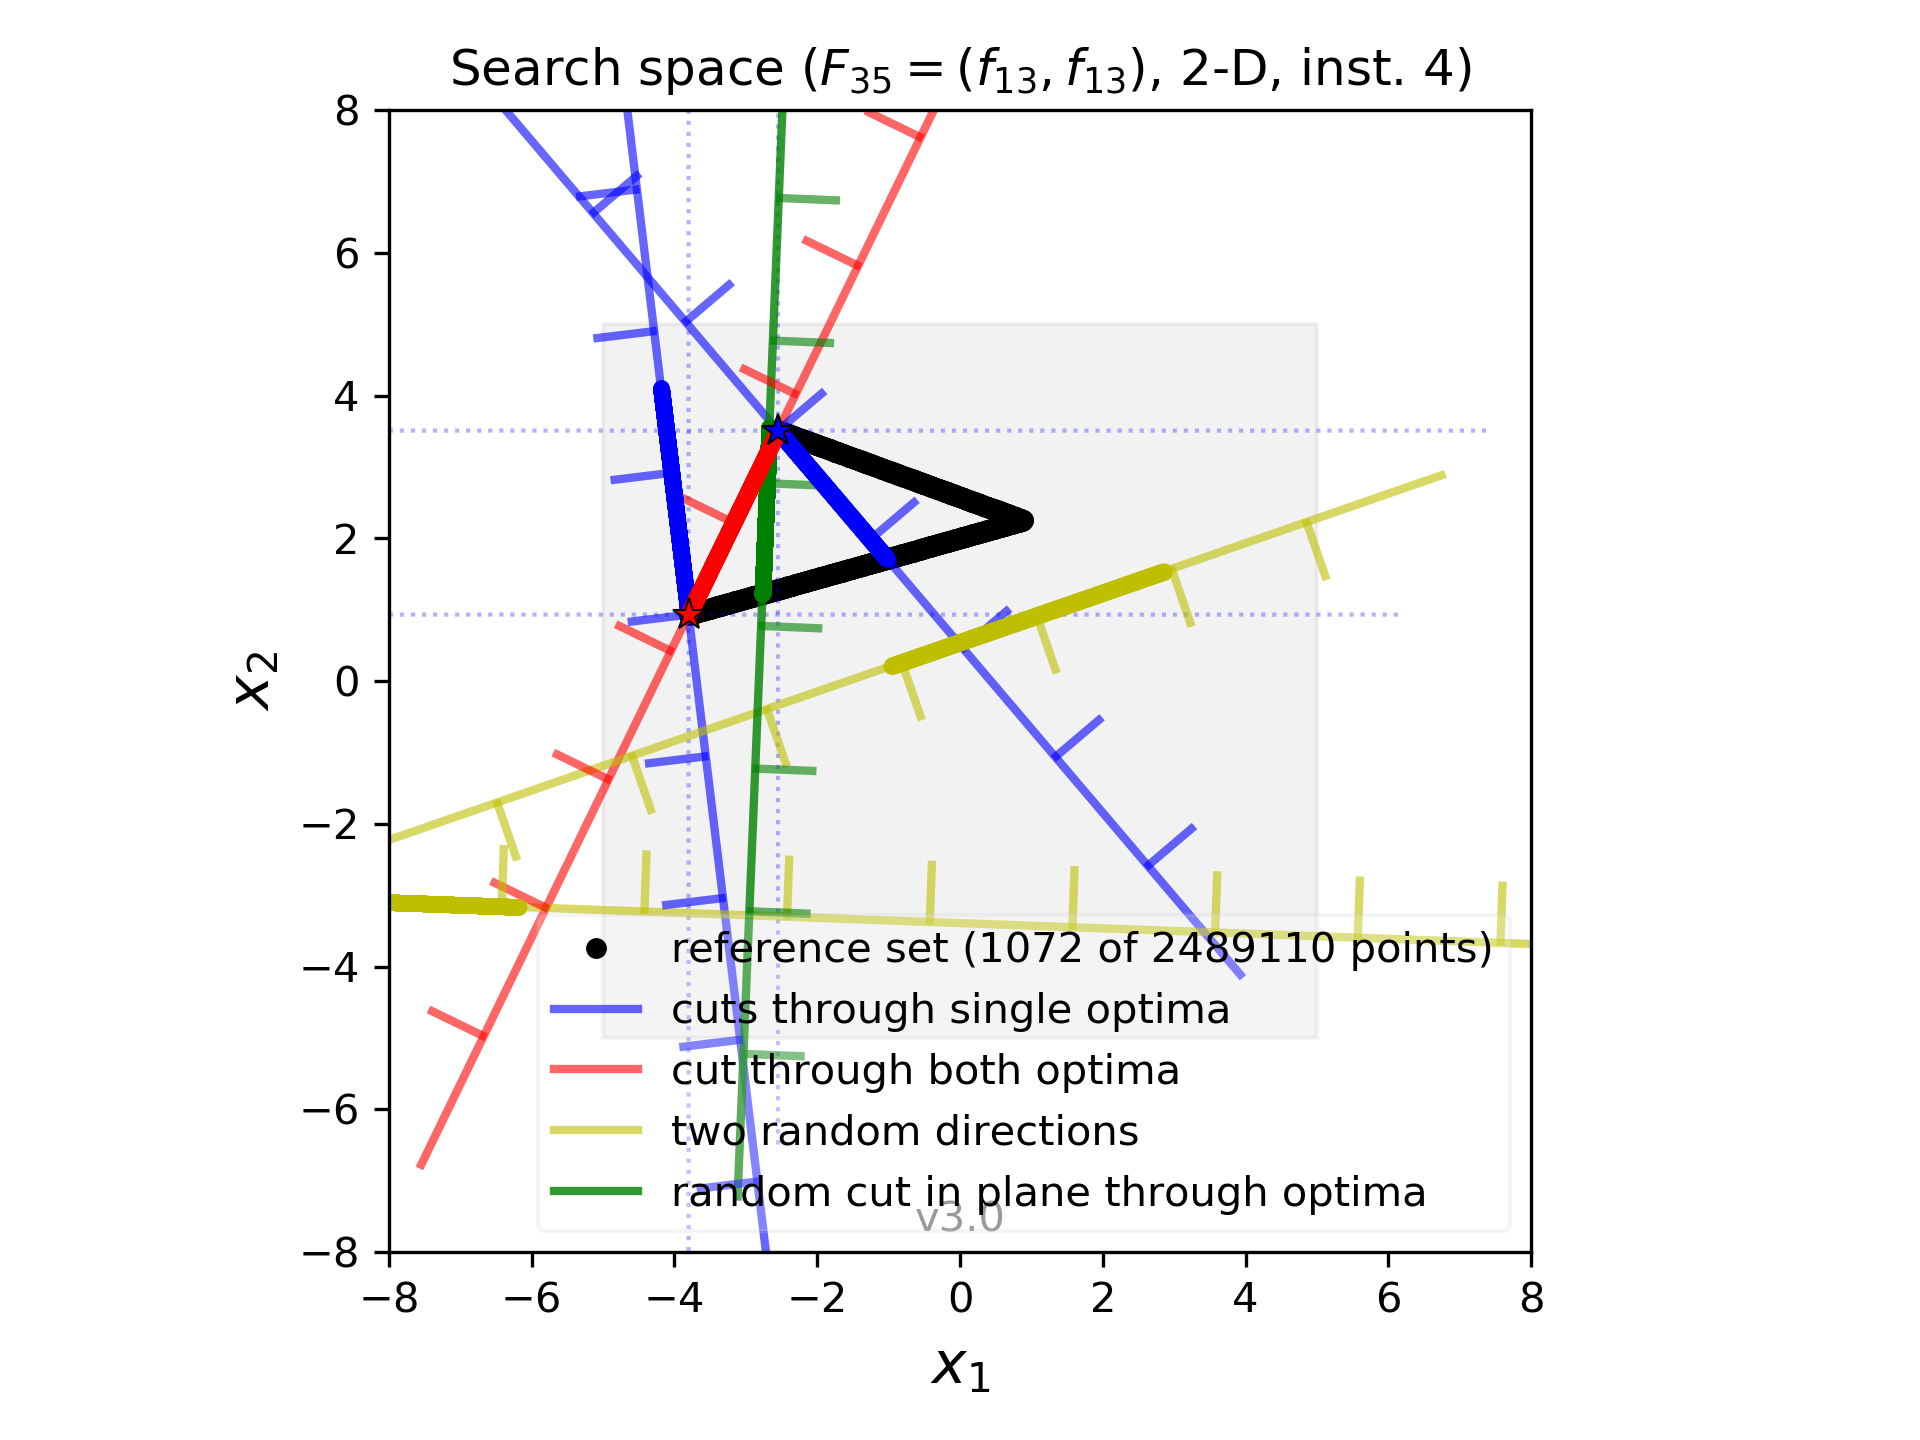 Search space (F₃₅ = (f₁₃, f₁₃), 2-D, inst. 4)
8
6
4
2
0
−2
−4
−6
−8
x₂
reference set (1072 of 2489110 points)
cuts through single optima
cut through both optima
two random directions
random cut in plane through optima
v3.0
−8 −6 −4 −2 0 2 4 6 8
x₁